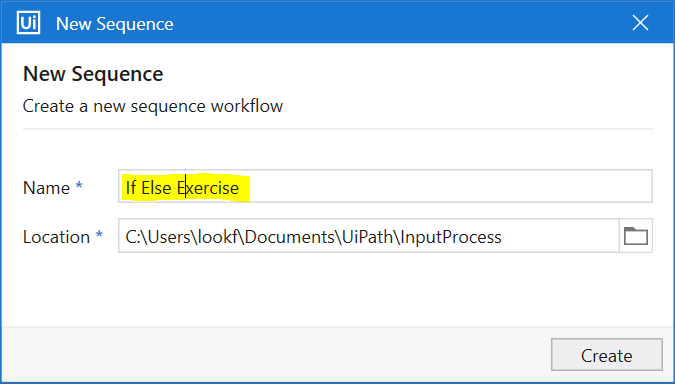 Ui New Sequence
New Sequence
Create a new sequence workflow
Name * If Else Exercise
Location * C:\Users\lookf\Documents\UiPath\InputProcess
Create